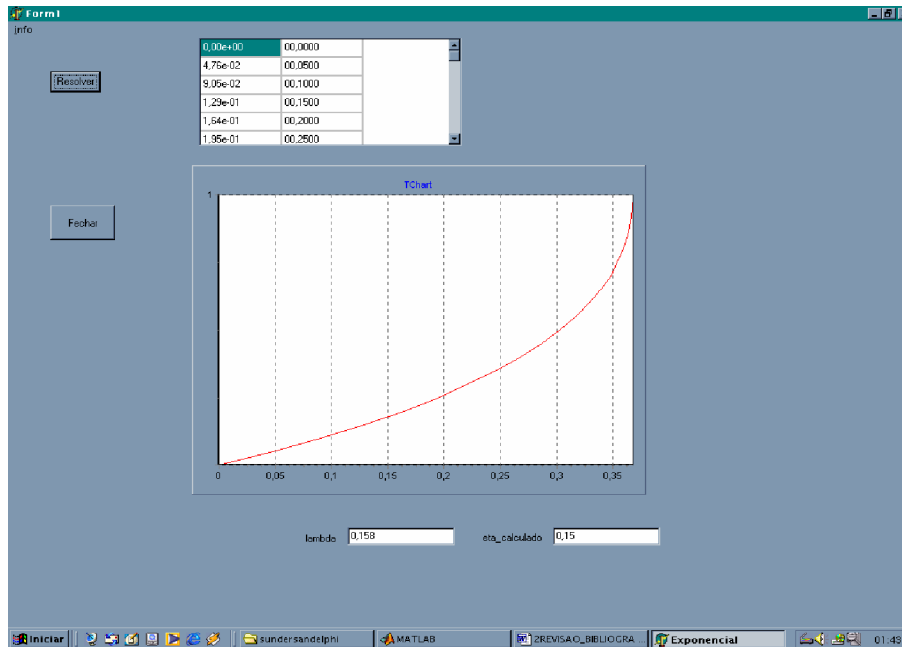 Form1
Info
0,00e+00 00,0000
4,76e-02 00,0500
9,05e-02 00,1000
1,29e-01 00,1500
1,64e-01 00,2000
1,95e-01 00,2500
Resolver
Fechar
TChart
1
0 0,05 0,1 0,15 0,2 0,25 0,3 0,35
lambda 0,158 eta_calculado 0,15
Iniciar sundersandelphi MATLAB 2REVISAO_BIBLIOGRA... Exponencial 01:49